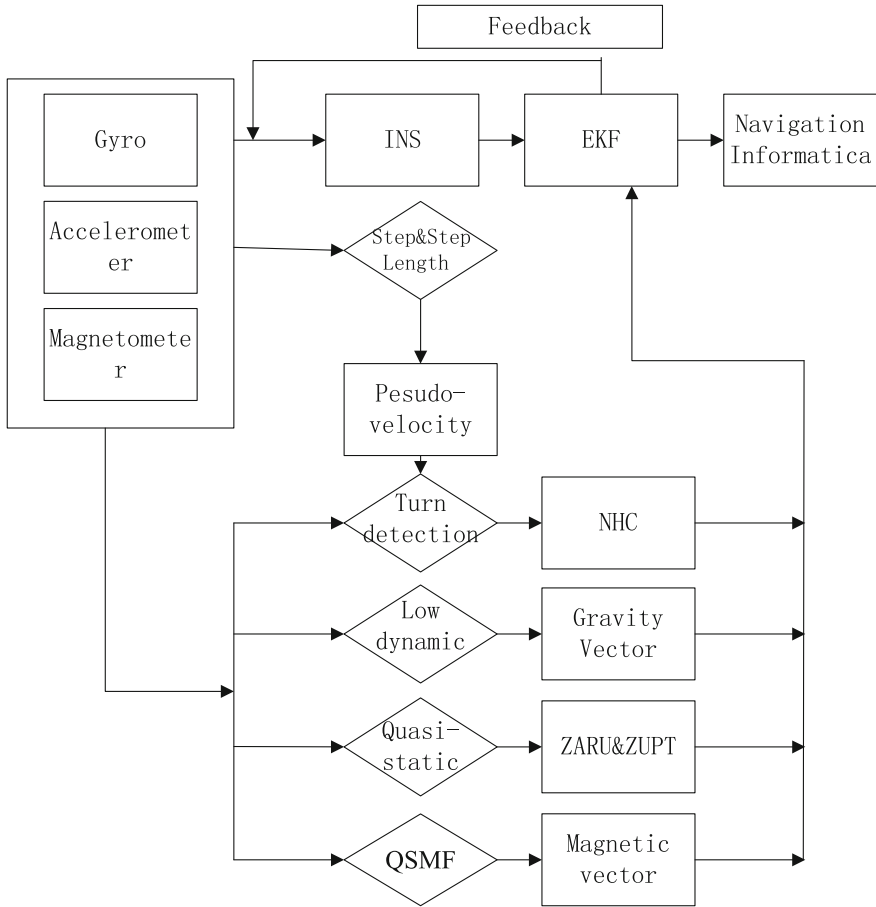 Feedback
Gyro
INS
EKF
Navigation
Informatica
Acceleromet
er
Step&Step
Length
Magnetomete
r
Pesudo-
velocity
Turn
detection
NHC
Low
dynamic
Gravity
Vector
Quasi-
static
ZARU&ZUPT
QSMF
Magnetic
vector